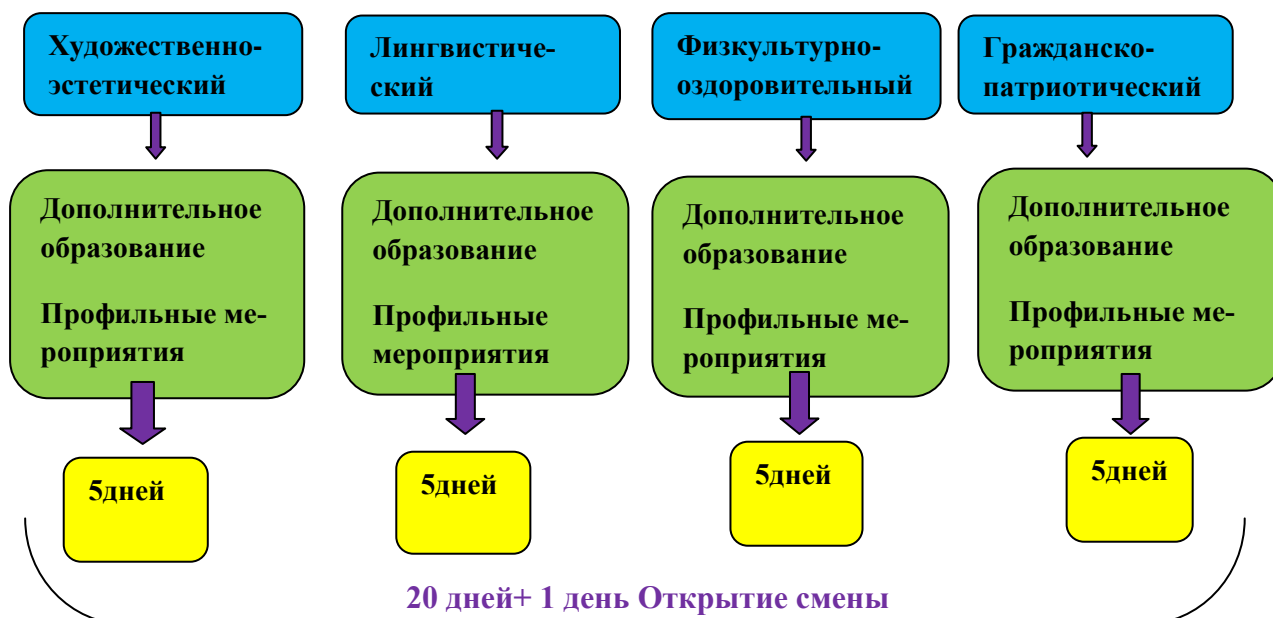 Художественно-
эстетический
Лингвистиче-
ский
Физкультурно-
оздоровительный
Гражданско-
патриотический
Дополнительное
образование
Профильные ме-
роприятия
Дополнительное
образование
Профильные
мероприятия
Дополнительное
образование
Профильные ме-
роприятия
Дополнительное
образование
Профильные ме-
роприятия
5дней
5дней
5дней
5дней
20 дней+ 1 день Открытие смены